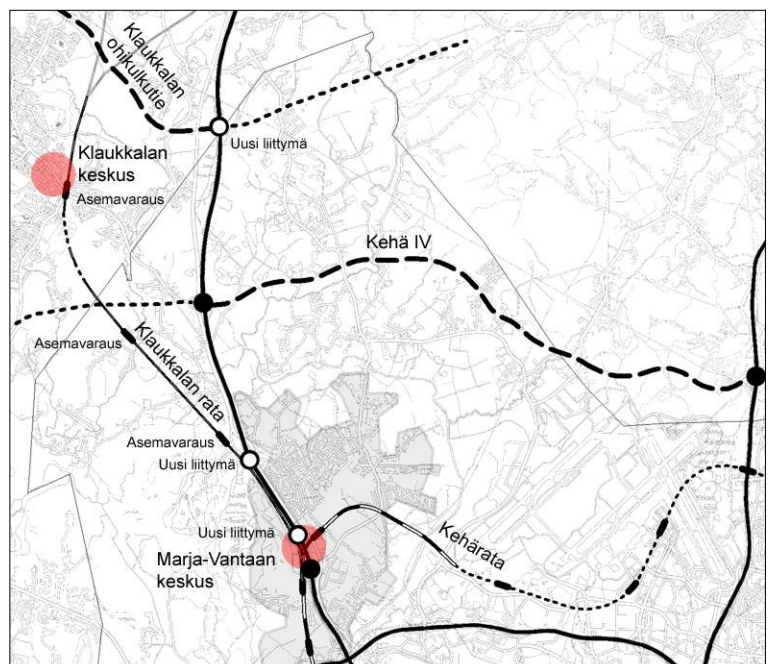 Klaukkalan
ohikulkutie
Uusi liittymä
Klaukkalan
keskus
Asemavaraus
Kehä IV
Asemavaraus
Klaukkalan rata
Asemavaraus
Uusi liittymä
Uusi liittymä
Marja-Vantaan
keskus
Kehärata